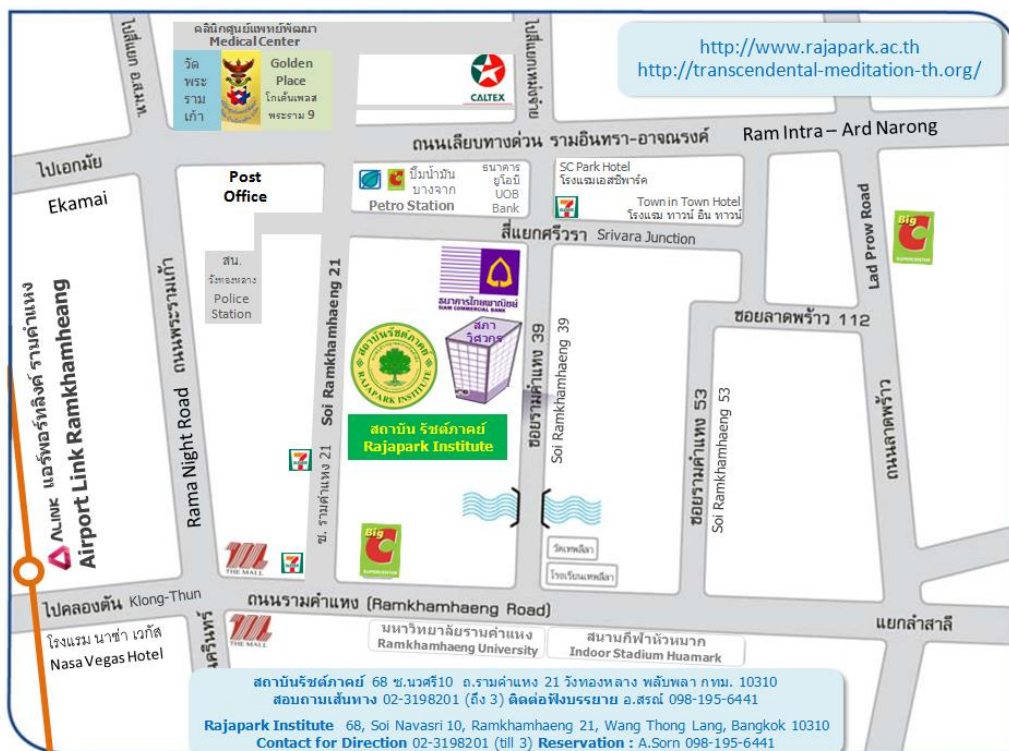 คลินิกศูนย์แพทย์พัฒนา
Medical Center
วัด
พระ
ราม
เก้า
Golden
Place
โกเด้นเพลส
พระราม 9
CALTEX
ไปสี่แยก อ.ส.ม.ท.
ไปสี่แยกเหม่งจ๋าย
http://www.rajapark.ac.th
http://transcendental-meditation-th.org/
ถนนเลียบทางด่วน รามอินทรา-อาจณรงค์
Ram Intra – Ard Narong
ไปเอกมัย
Ekamai
Post
Office
ปั๊มน้ำมัน
บางจาก
Petro Station
ธนาคาร
ยูโอบี
UOB
Bank
SC Park Hotel
โรงแรมเอสซีพาร์ค
Town in Town Hotel
โรงแรม ทาวน์ อิน ทาวน์
สี่แยกศรีวรา Srivara Junction
Lad Prow Road
Big
C
SUPERCENTER
สน.
วังทองหลาง
Police
Station
ถนนพระรามเก้า
Rama Night Road
Soi Ramkhamhaeng 21
ซ. รามคำแหง 21
ธนาคารไทยพาณิชย์
SIAM COMMERCIAL BANK
สถาบันรัชต์ภาคย์
RAJAPARK INSTITUTE
สภา
วิศวกร
สถาบัน รัชต์ภาคย์
Rajapark Institute
ซอยรามคำแหง 39
Soi Ramkhamhaeng 39
ซอยลาดพร้าว 112
ซอยรามคำแหง 53
Soi Ramkhamhaeng 53
ถนนลาดพร้าว
ALINK แอร์พอร์ทลิงค์ รามคำแหง
Airport Link Ramkhamheang
THE MALL
Big
C
SUPERCENTER
วัดเทพลีลา
โรงเรียนเทพลีลา
ไปคลองตัน Klong-Thun
ถนนรามคำแหง (Ramkhamhaeng Road)
แยกลำสาลี
โรงแรม นาซ่า เวกัส
Nasa Vegas Hotel
THE MALL
มหาวิทยาลัยรามคำแหง
Ramkhamhaeng University
สนามกีฬาหัวหมาก
Indoor Stadium Huamark
สถาบันรัชต์ภาคย์ 68 ซ.นวศรี10 ถ.รามคำแหง 21 วังทองหลาง พลับพลา กทม. 10310
สอบถามเส้นทาง 02-3198201 (ถึง 3) ติดต่อฟังบรรยาย อ.สรณ์ 098-195-6441
Rajapark Institute 68, Soi Navasri 10, Ramkhamhaeng 21, Wang Thong Lang, Bangkok 10310
Contact for Direction 02-3198201 (till 3) Reservation : A.Sorn 098-195-6441